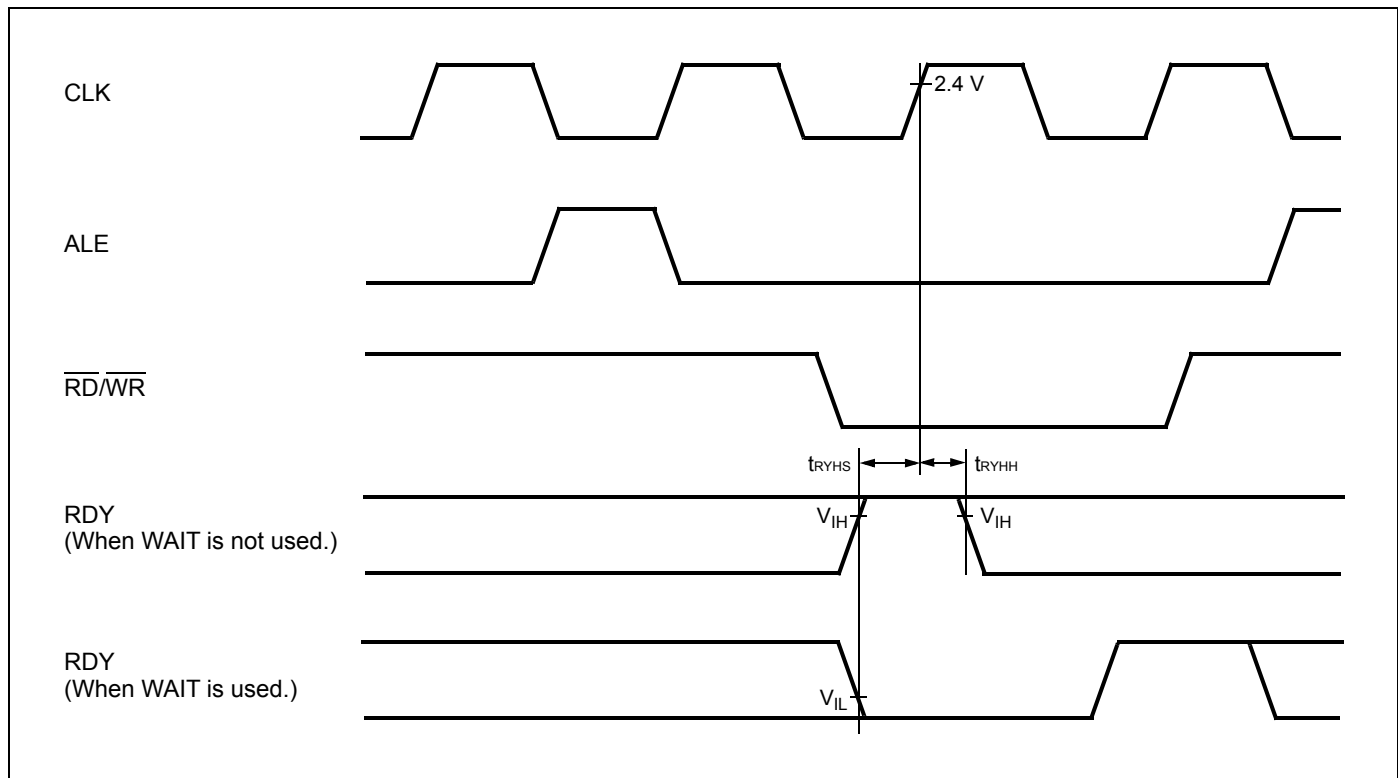 CLK
2.4 V
ALE
RD/WR
tRYHS
tRYHH
RDY
(When WAIT is not used.)
VIH
VIH
RDY
(When WAIT is used.)
VIL